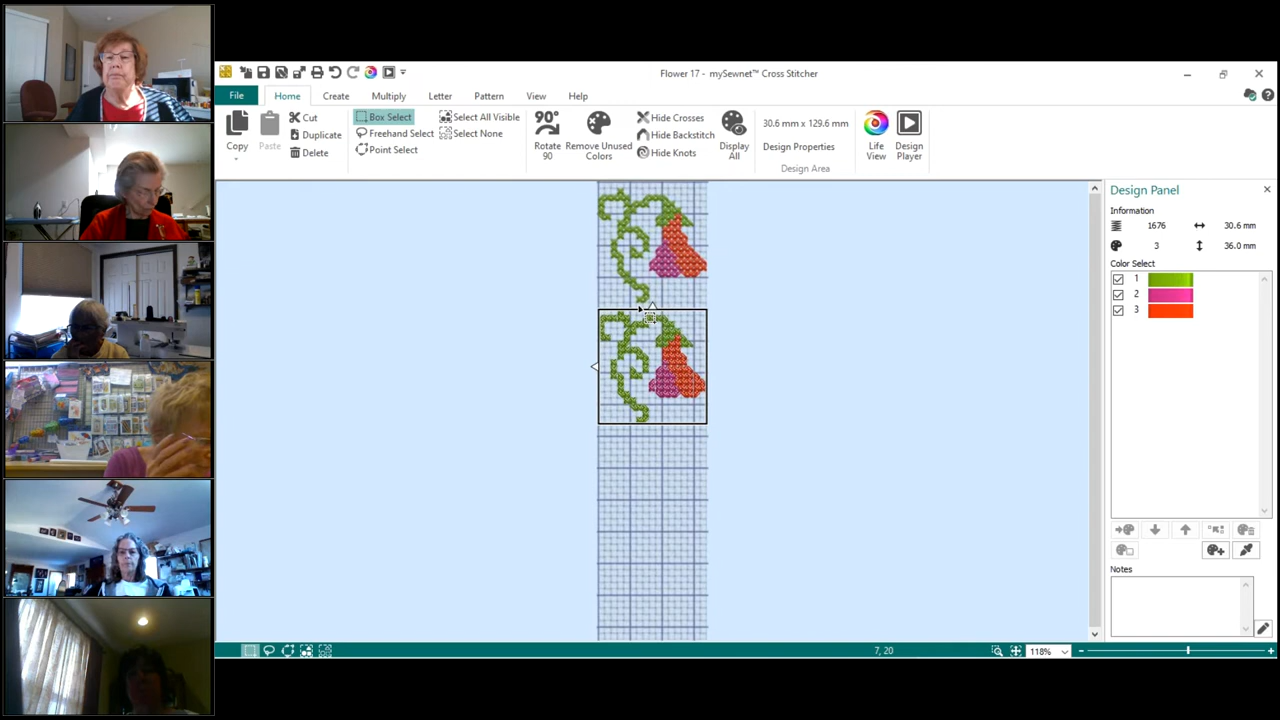 Flower 17 - mySewnet™ Cross Stitcher
File Home Create Multiply Letter Pattern View Help
Copy
Paste
Cut
Duplicate
Delete
Box Select
Freehand Select
Point Select
Select All Visible
Select None
Rotate
90
Remove Unused
Colors
Hide Crosses
Hide Backstitch
Hide Knots
Display
All
30.6 mm x 129.6 mm
Design Properties
Design Area
Life
View
Design
Player
Design Panel
Information
1676 30.6 mm
3 36.0 mm
Color Select
1
2
3
Notes
7, 20
118%